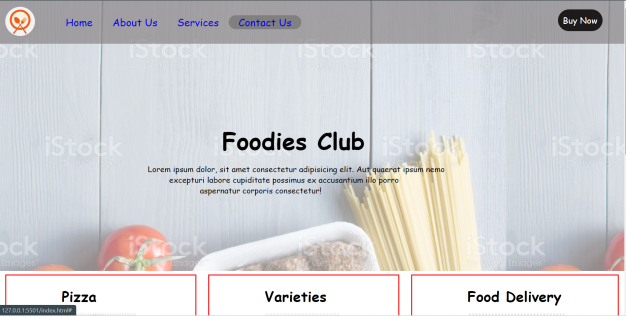 Home About Us Services Contact Us Buy Now
iStock iStock iStock iStock
Foodies Club
Lorem ipsum dolor, sit amet consectetur adipisicing elit. Aut quaerat ipsum nemo
excepturi labore cupiditate possimus ex accusantium illo porro
aspernatur corporis consectetur!
iStock iStock iStock iStock
iStock iStock iStock
Pizza Varieties Food Delivery
127.0.0.1:5501/index.html#